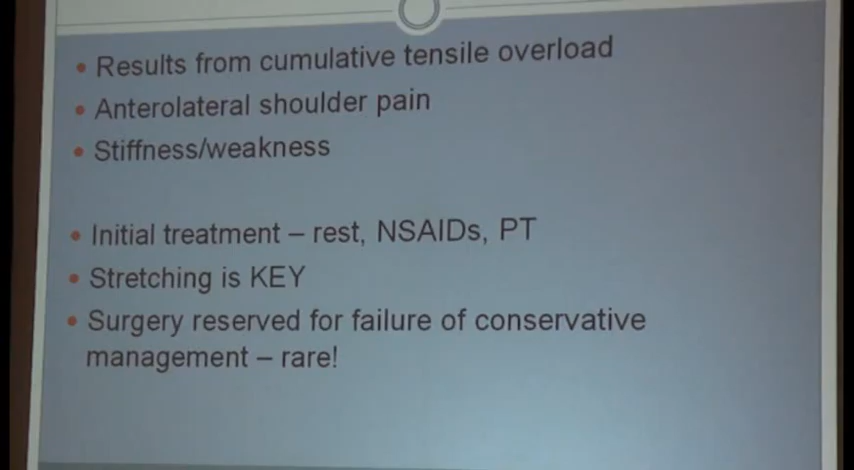 • Results from cumulative tensile overload
• Anterolateral shoulder pain
• Stiffness/weakness
• Initial treatment – rest, NSAIDs, PT
• Stretching is KEY
• Surgery reserved for failure of conservative
management – rare!